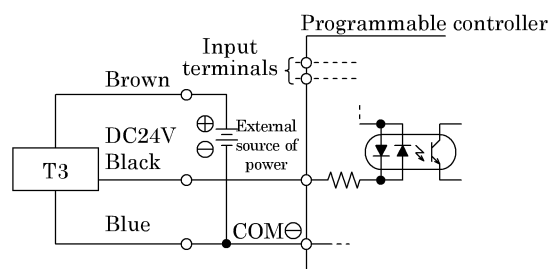 Programmable controller
Input
terminals
Brown
DC24V
⊕
⊖
External
source of
power
T3
Black
Blue
COM⊖